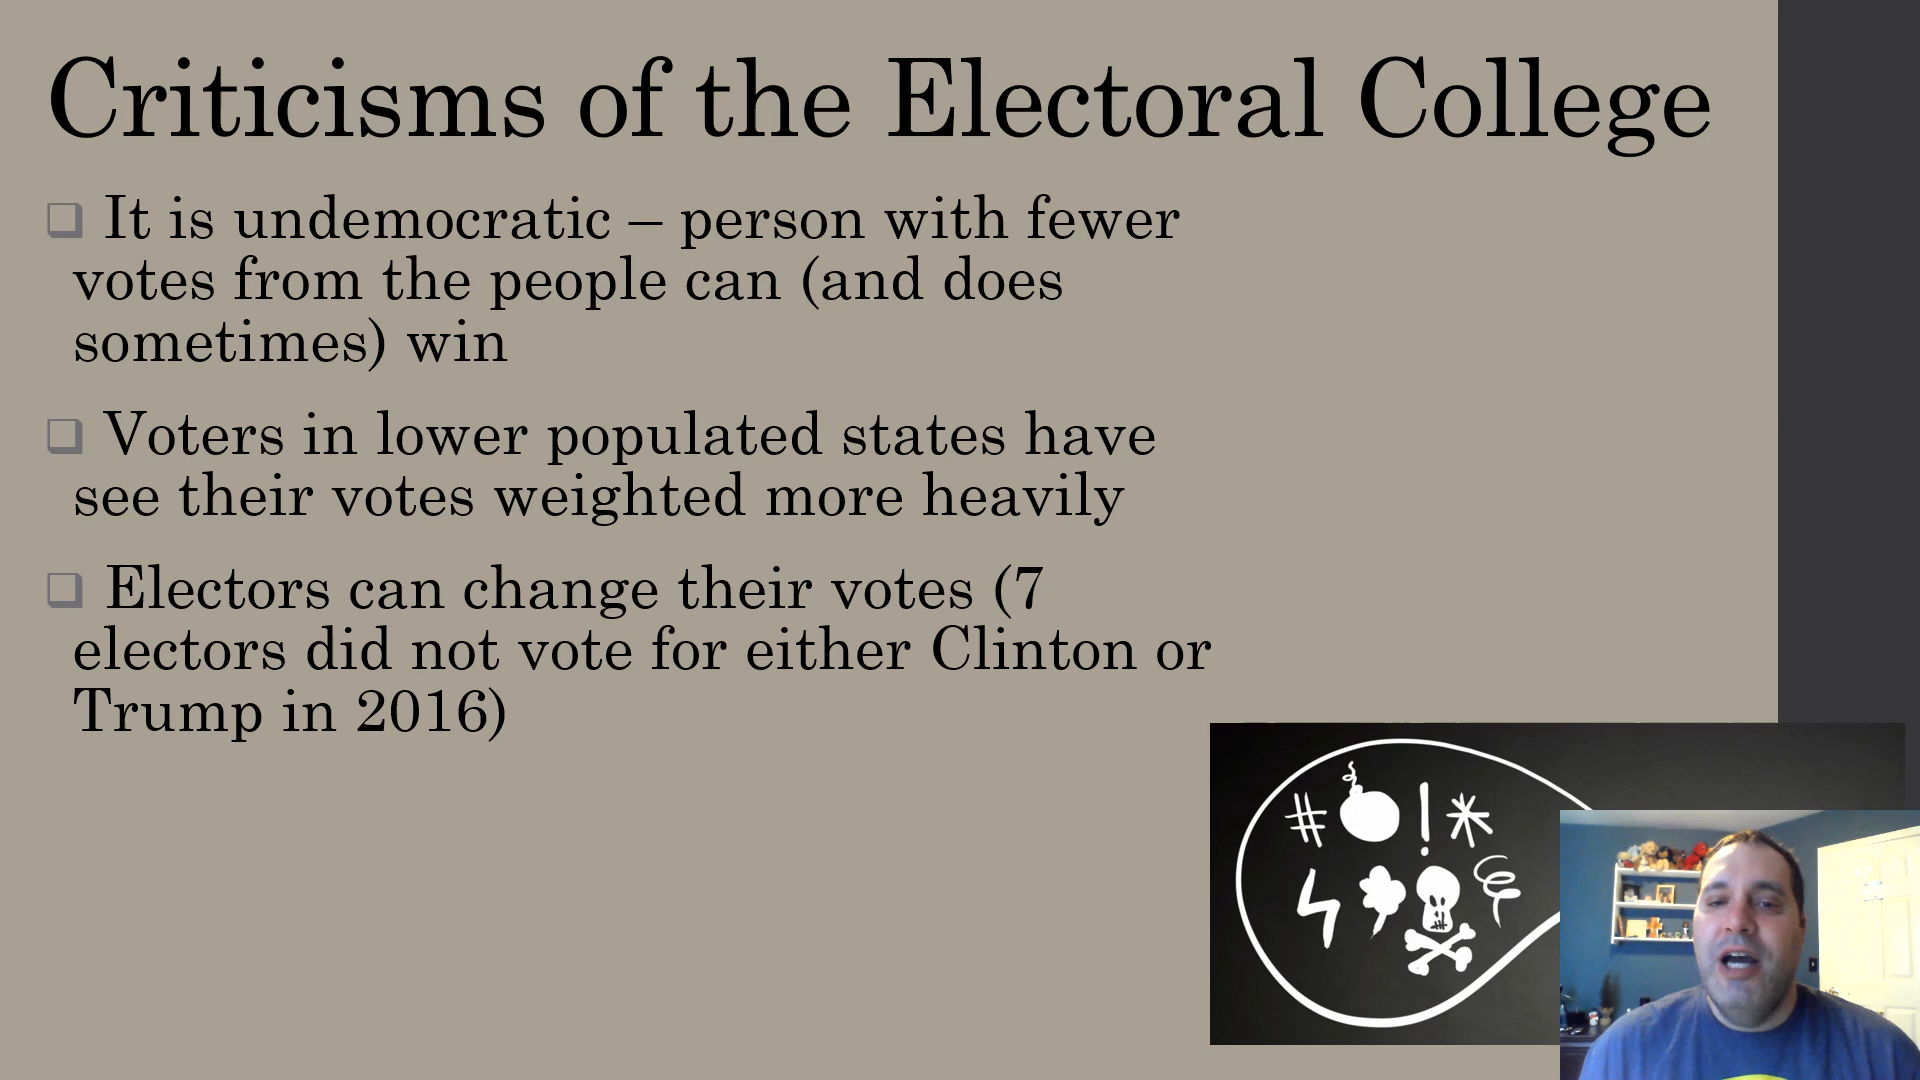 Criticisms of the Electoral College
It is undemocratic – person with fewer
votes from the people can (and does
sometimes) win
Voters in lower populated states have
see their votes weighted more heavily
Electors can change their votes (7
electors did not vote for either Clinton or
Trump in 2016)
#!*